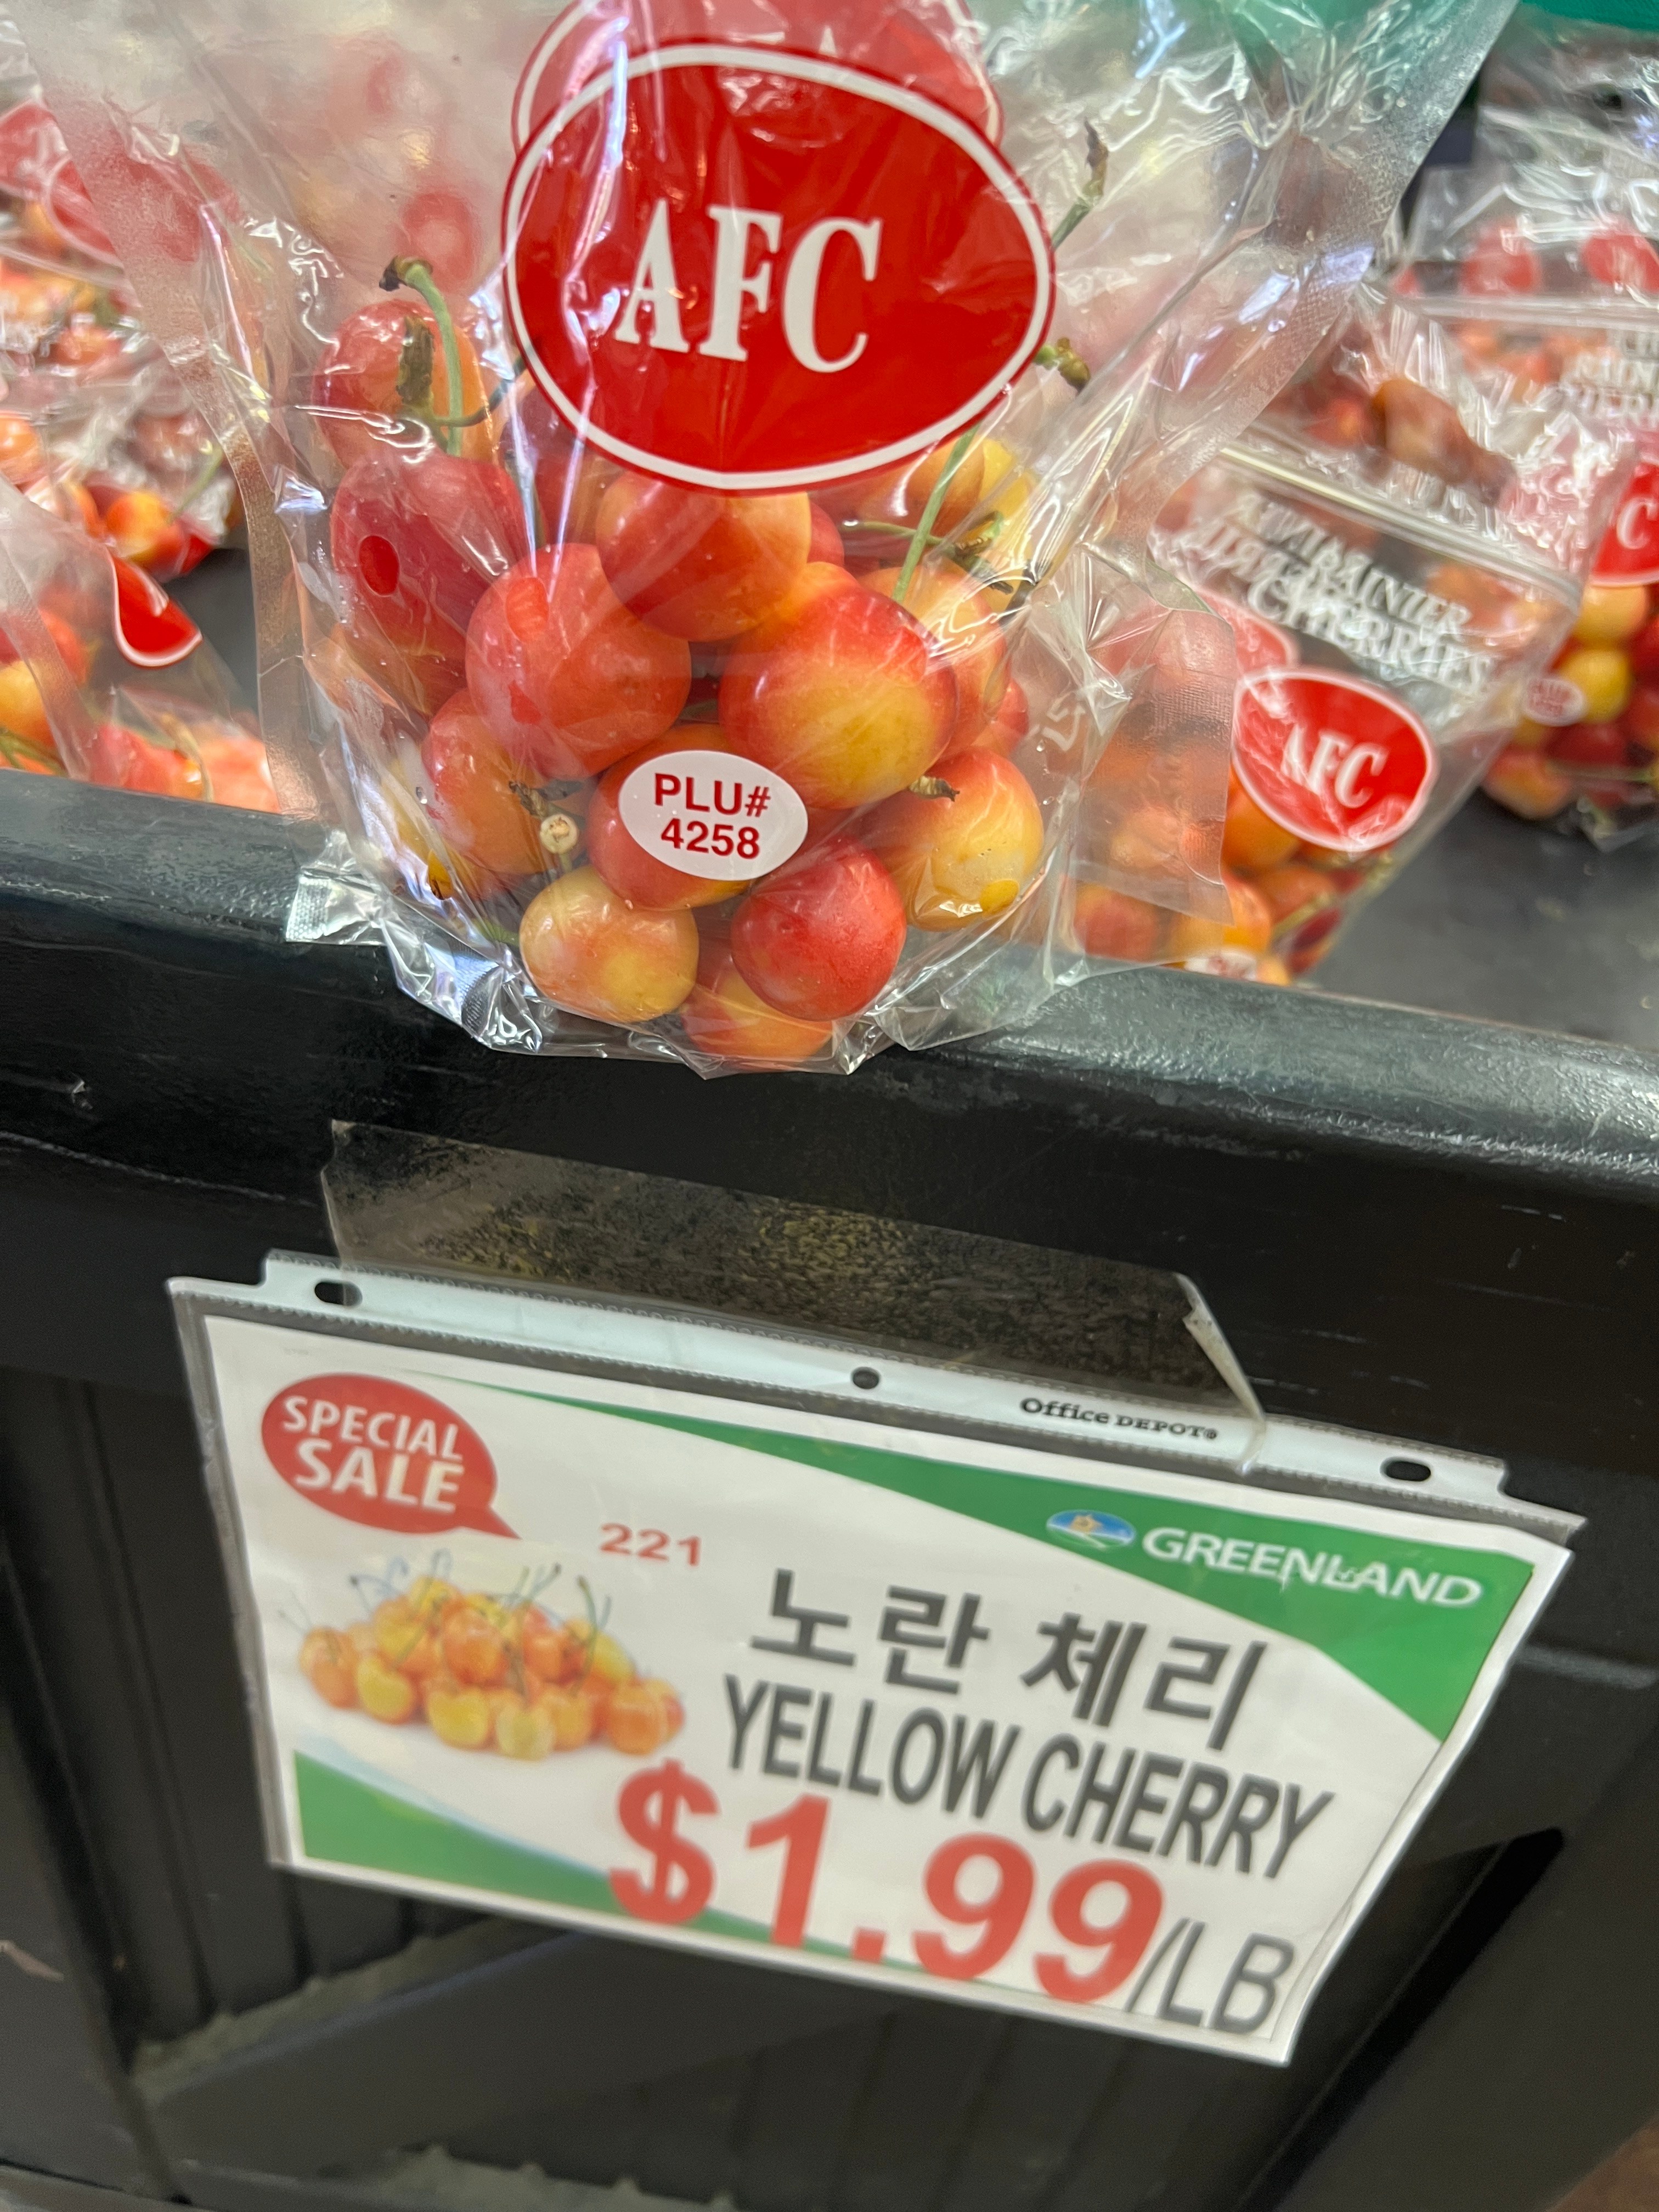 AFC
PLU#
4258
RAINIER
CHERRIES
AFC
Office DEPOT®
SPECIAL
SALE
221
GREENLAND
노란 체리
YELLOW CHERRY
$1.99/LB